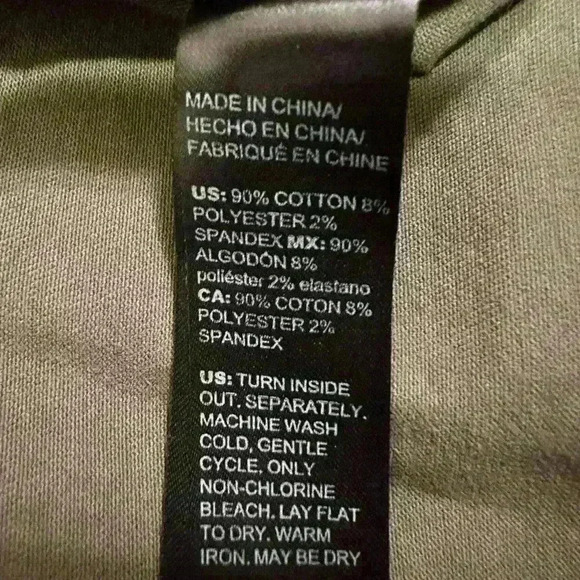 MADE IN CHINA/
HECHO EN CHINA/
FABRIQUÉ EN CHINE
US: 90% COTTON 8%
POLYESTER 2%
SPANDEX MX: 90%
ALGODÓN 8%
poliéster 2% elastano
CA: 90% COTON 8%
POLYESTER 2%
SPANDEX
US: TURN INSIDE
OUT. SEPARATELY.
MACHINE WASH
COLD, GENTLE
CYCLE. ONLY
NON-CHLORINE
BLEACH. LAY FLAT
TO DRY. WARM
IRON. MAY BE DRY